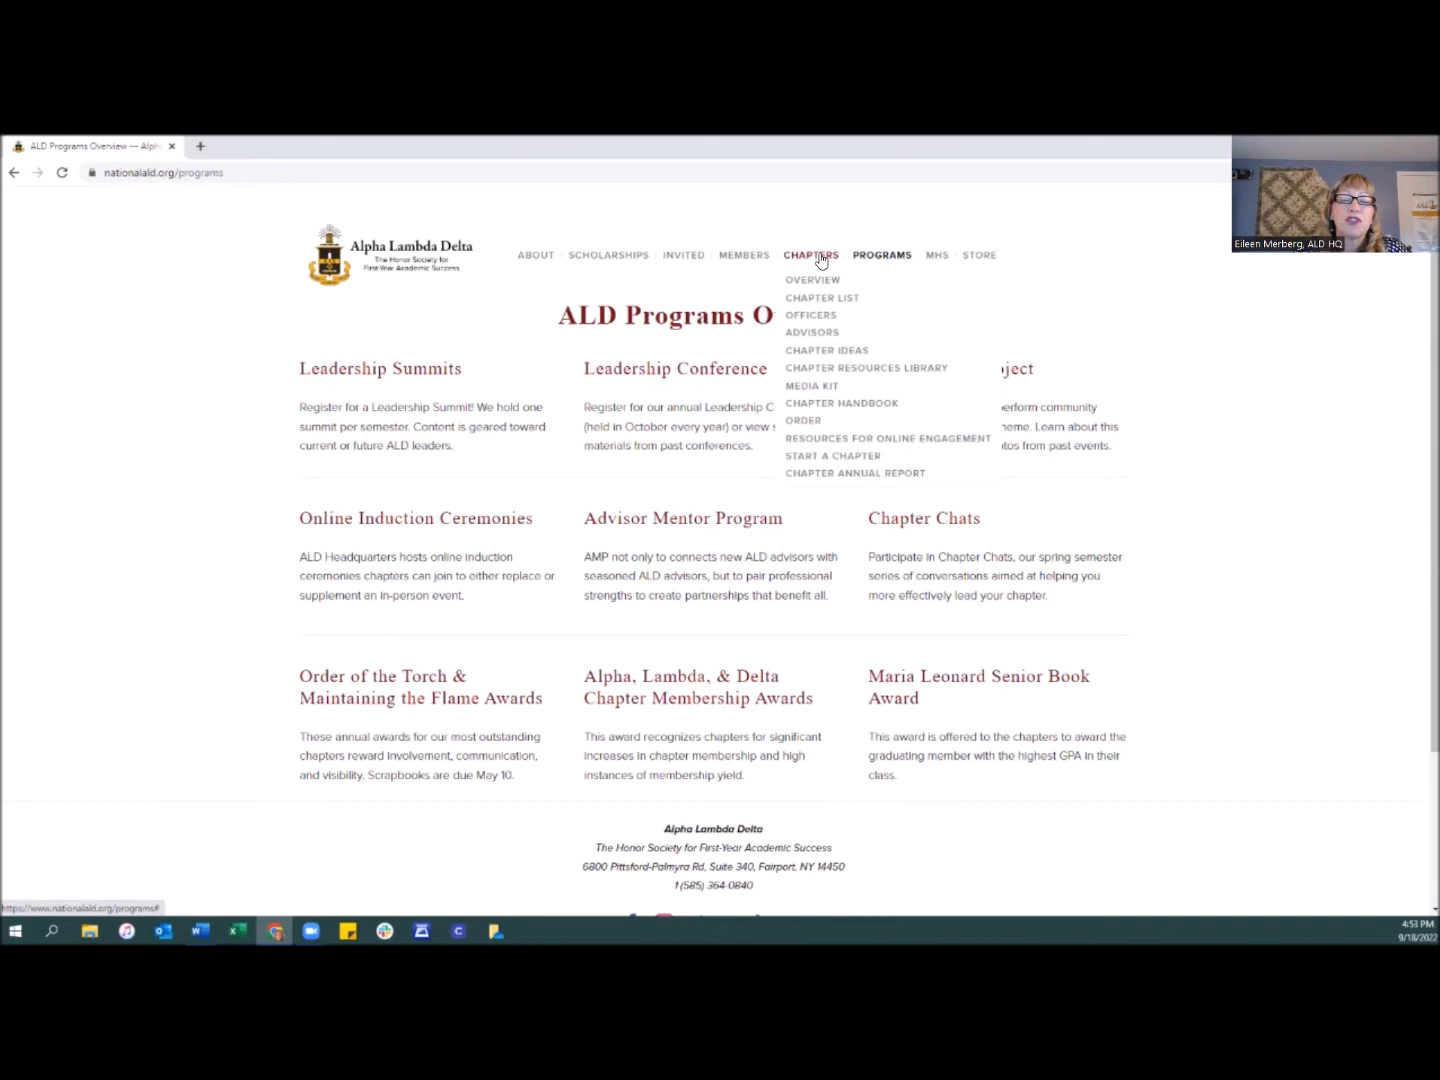 ALD Programs Overview — Alph
nationalald.org/programs
Eileen Merberg, ALD HQ
Alpha Lambda Delta
The Honor Society for
First-Year Academic Success
ABOUT SCHOLARSHIPS INVITED MEMBERS CHAPTERS PROGRAMS MHS STORE
OVERVIEW
CHAPTER LIST
OFFICERS
ADVISORS
CHAPTER IDEAS
CHAPTER RESOURCES LIBRARY
MEDIA KIT
CHAPTER HANDBOOK
ORDER
RESOURCES FOR ONLINE ENGAGEMENT
START A CHAPTER
CHAPTER ANNUAL REPORT
ALD Programs O
Leadership Summits
Register for a Leadership Summit! We hold one
summit per semester. Content is geared toward
current or future ALD leaders.
Leadership Conference
Register for our annual Leadership C
(held in October every year) or view
materials from past conferences.
ject
erform community
heme. Learn about this
tos from past events.
Online Induction Ceremonies
ALD Headquarters hosts online induction
ceremonies chapters can join to either replace or
supplement an in-person event.
Advisor Mentor Program
AMP not only to connects new ALD advisors with
seasoned ALD advisors, but to pair professional
strengths to create partnerships that benefit all.
Chapter Chats
Participate in Chapter Chats, our spring semester
series of conversations aimed at helping you
more effectively lead your chapter.
Order of the Torch &
Maintaining the Flame Awards
These annual awards for our most outstanding
chapters reward involvement, communication,
and visibility. Scrapbooks are due May 10.
Alpha, Lambda, & Delta
Chapter Membership Awards
This award recognizes chapters for significant
increases in chapter membership and high
instances of membership yield.
Maria Leonard Senior Book
Award
This award is offered to the chapters to award the
graduating member with the highest GPA in their
class.
Alpha Lambda Delta
The Honor Society for First-Year Academic Success
6800 Pittsford-Palmyra Rd, Suite 340, Fairport, NY 14450
1 (585) 364-0840
https://www.nationalald.org/programs#
4:53 PM
9/18/2022